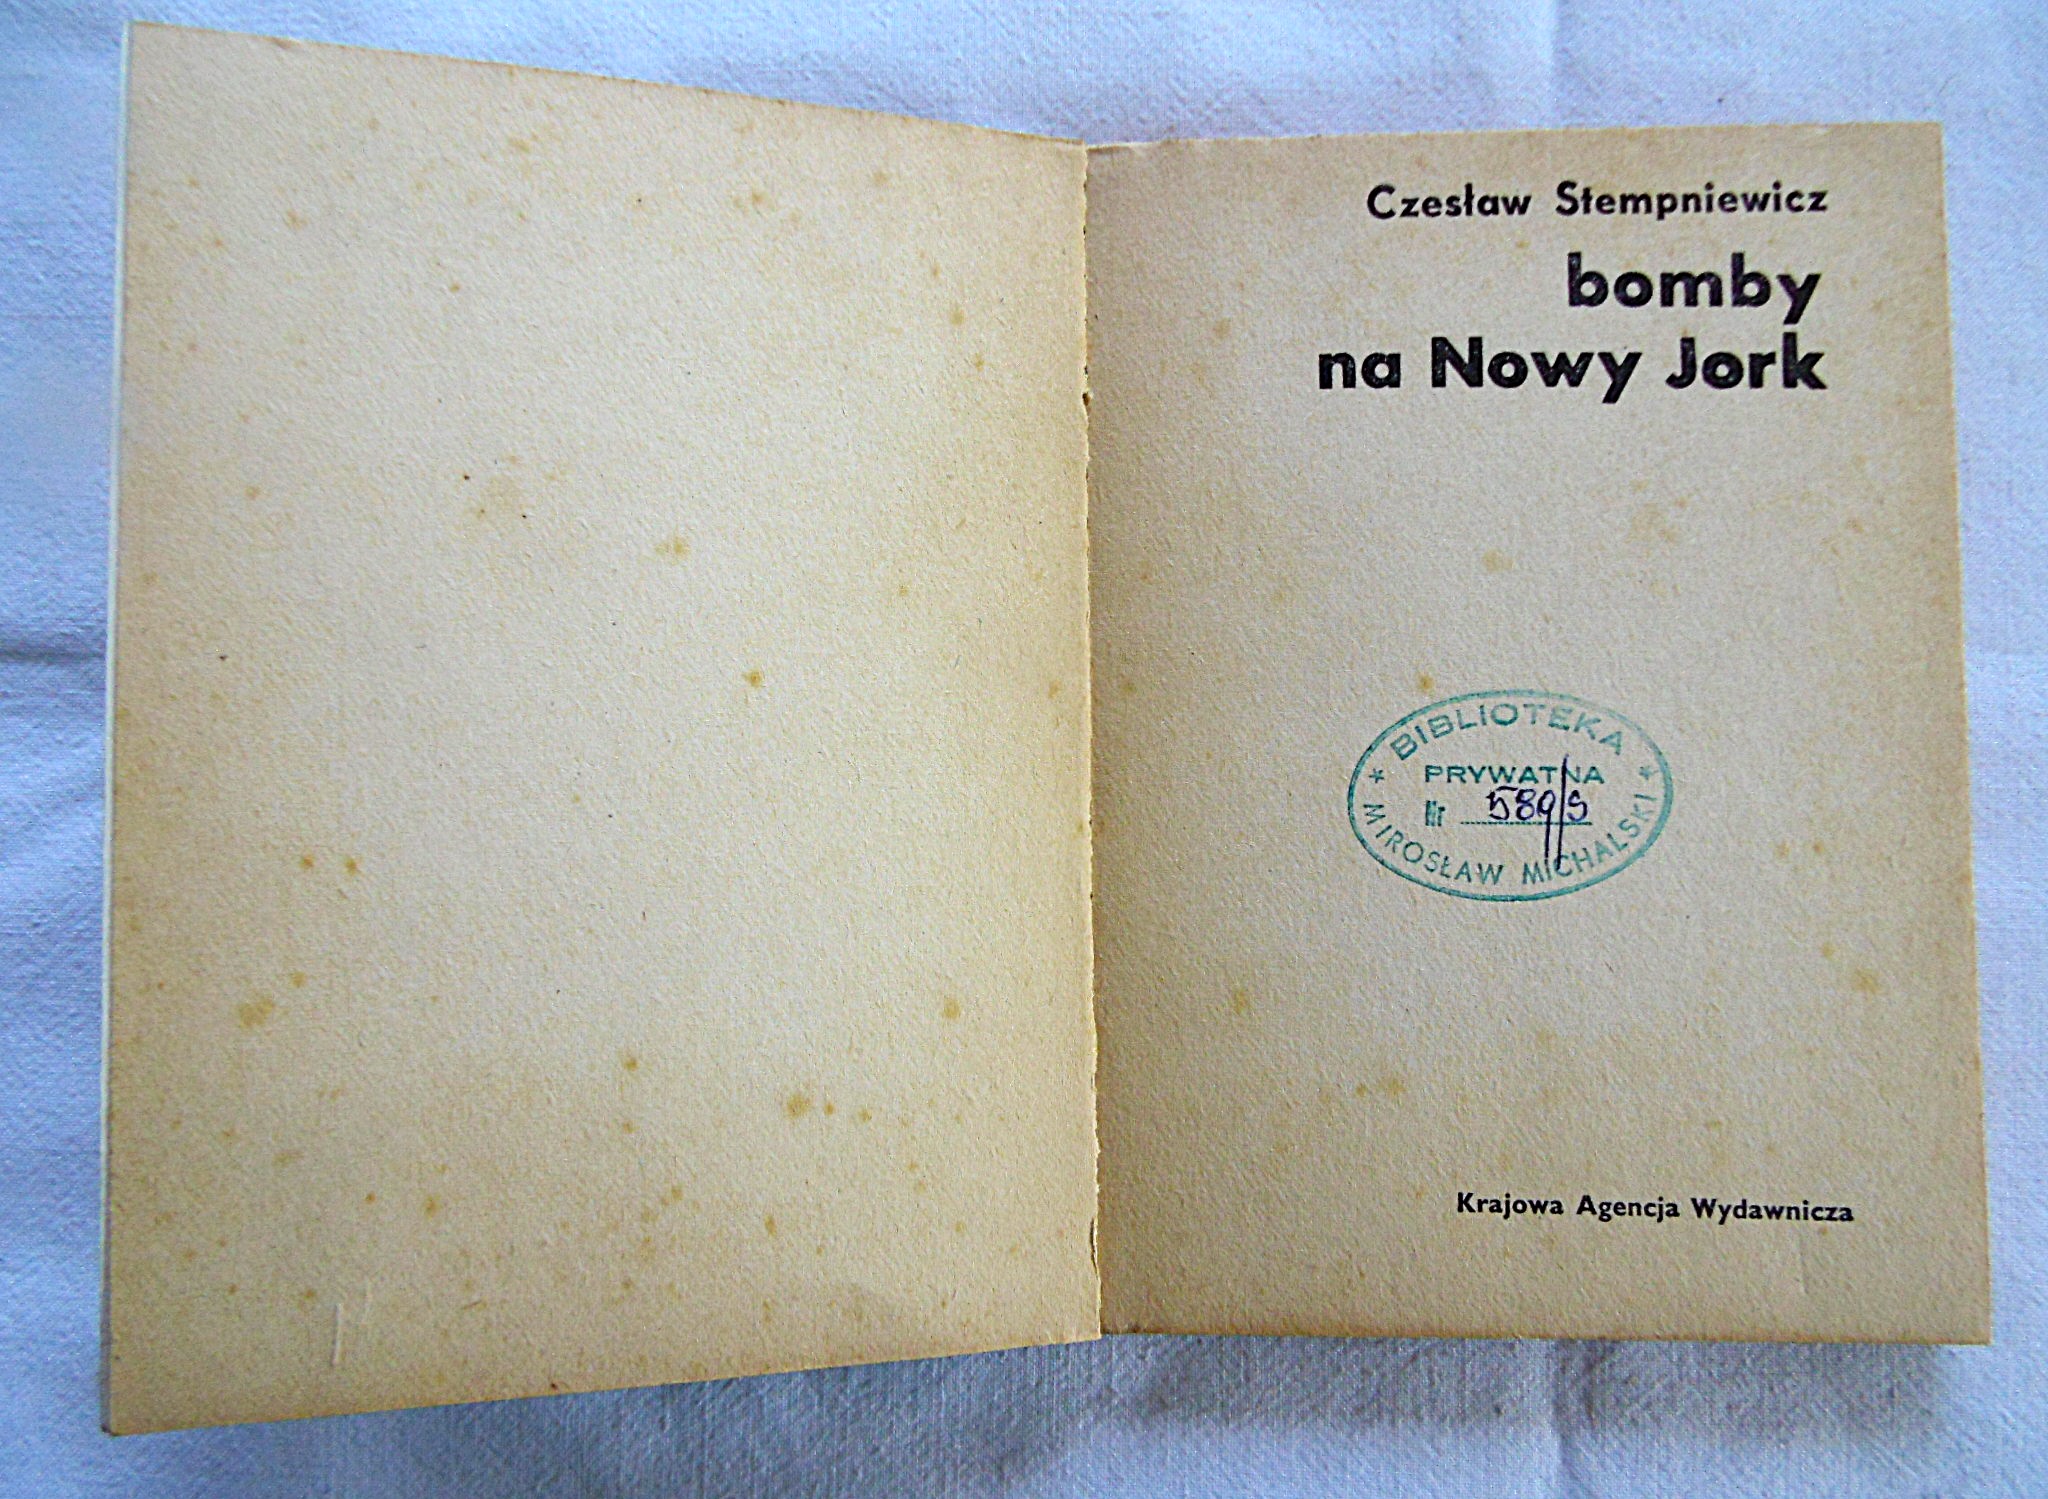 Czesław Stempniewicz
bomby
na Nowy Jork
BIBLIOTEKA
PRYWATNA
Nr 589/S
MIROSŁAW MICHALSKI
Krajowa Agencja Wydawnicza